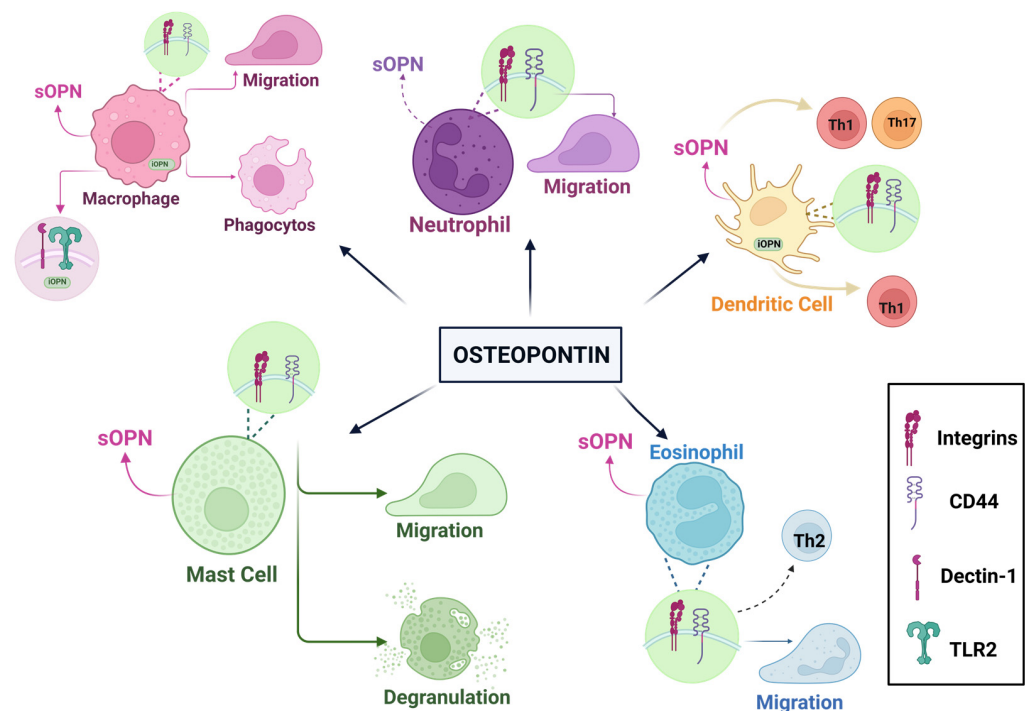 sOPN
Migration
iOPN
Macrophage
Phagocytos
iOPN
sOPN
Neutrophil
Migration
sOPN
Th1
Th17
iOPN
Dendritic Cell
Th1
OSTEOPONTIN
sOPN
Mast Cell
Migration
Degranulation
sOPN
Eosinophil
Th2
Migration
Integrins
CD44
Dectin-1
TLR2